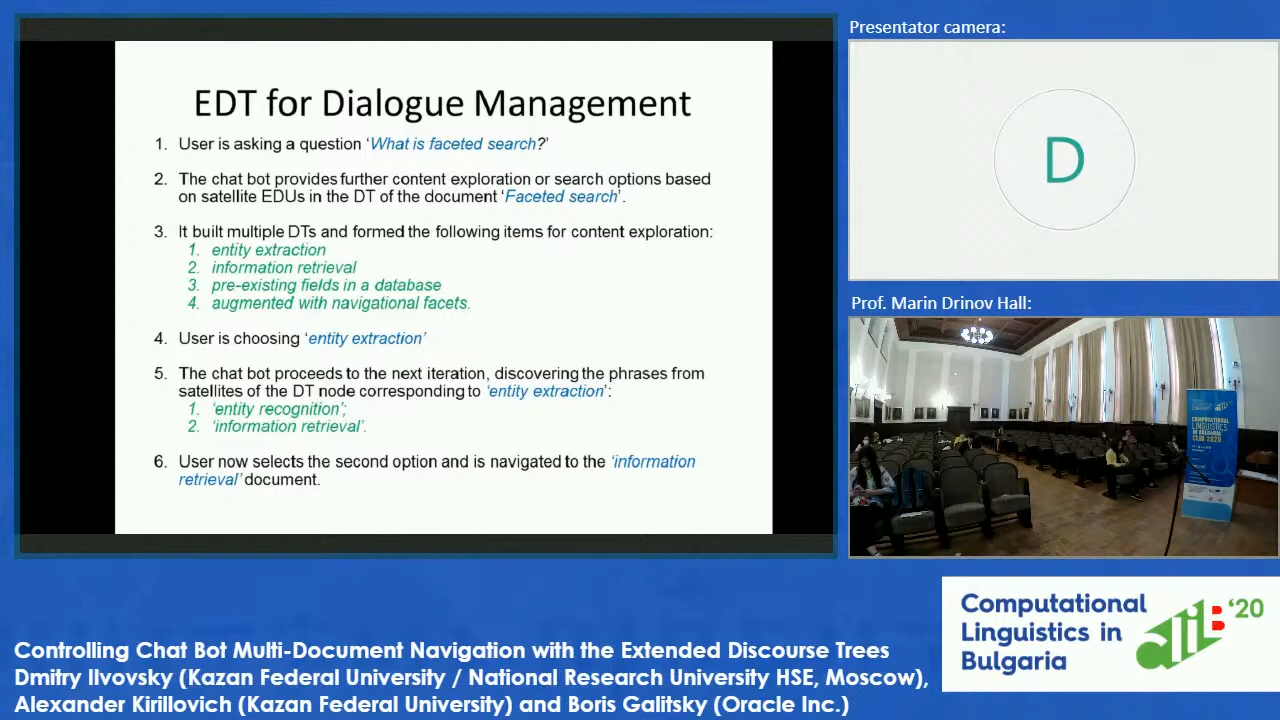 EDT for Dialogue Management
1. User is asking a question ‘What is faceted search?’
2. The chat bot provides further content exploration or search options based
on satellite EDUs in the DT of the document ‘Faceted search’.
3. It built multiple DTs and formed the following items for content exploration:
1. entity extraction
2. information retrieval
3. pre-existing fields in a database
4. augmented with navigational facets.
4. User is choosing ‘entity extraction’
5. The chat bot proceeds to the next iteration, discovering the phrases from
satellites of the DT node corresponding to ‘entity extraction’:
1. ‘entity recognition’;
2. ‘information retrieval’.
6. User now selects the second option and is navigated to the ‘information
retrieval’ document.
Presentator camera:
D
Prof. Marin Drinov Hall:
COMPUTATIONAL
LINGUISTICS
IN BULGARIA
CLIB 2020
Controlling Chat Bot Multi-Document Navigation with the Extended Discourse Trees
Dmitry Ilvovsky (Kazan Federal University / National Research University HSE, Moscow),
Alexander Kirillovich (Kazan Federal University) and Boris Galitsky (Oracle Inc.)
Computational
Linguistics in
Bulgaria
clib ‘20